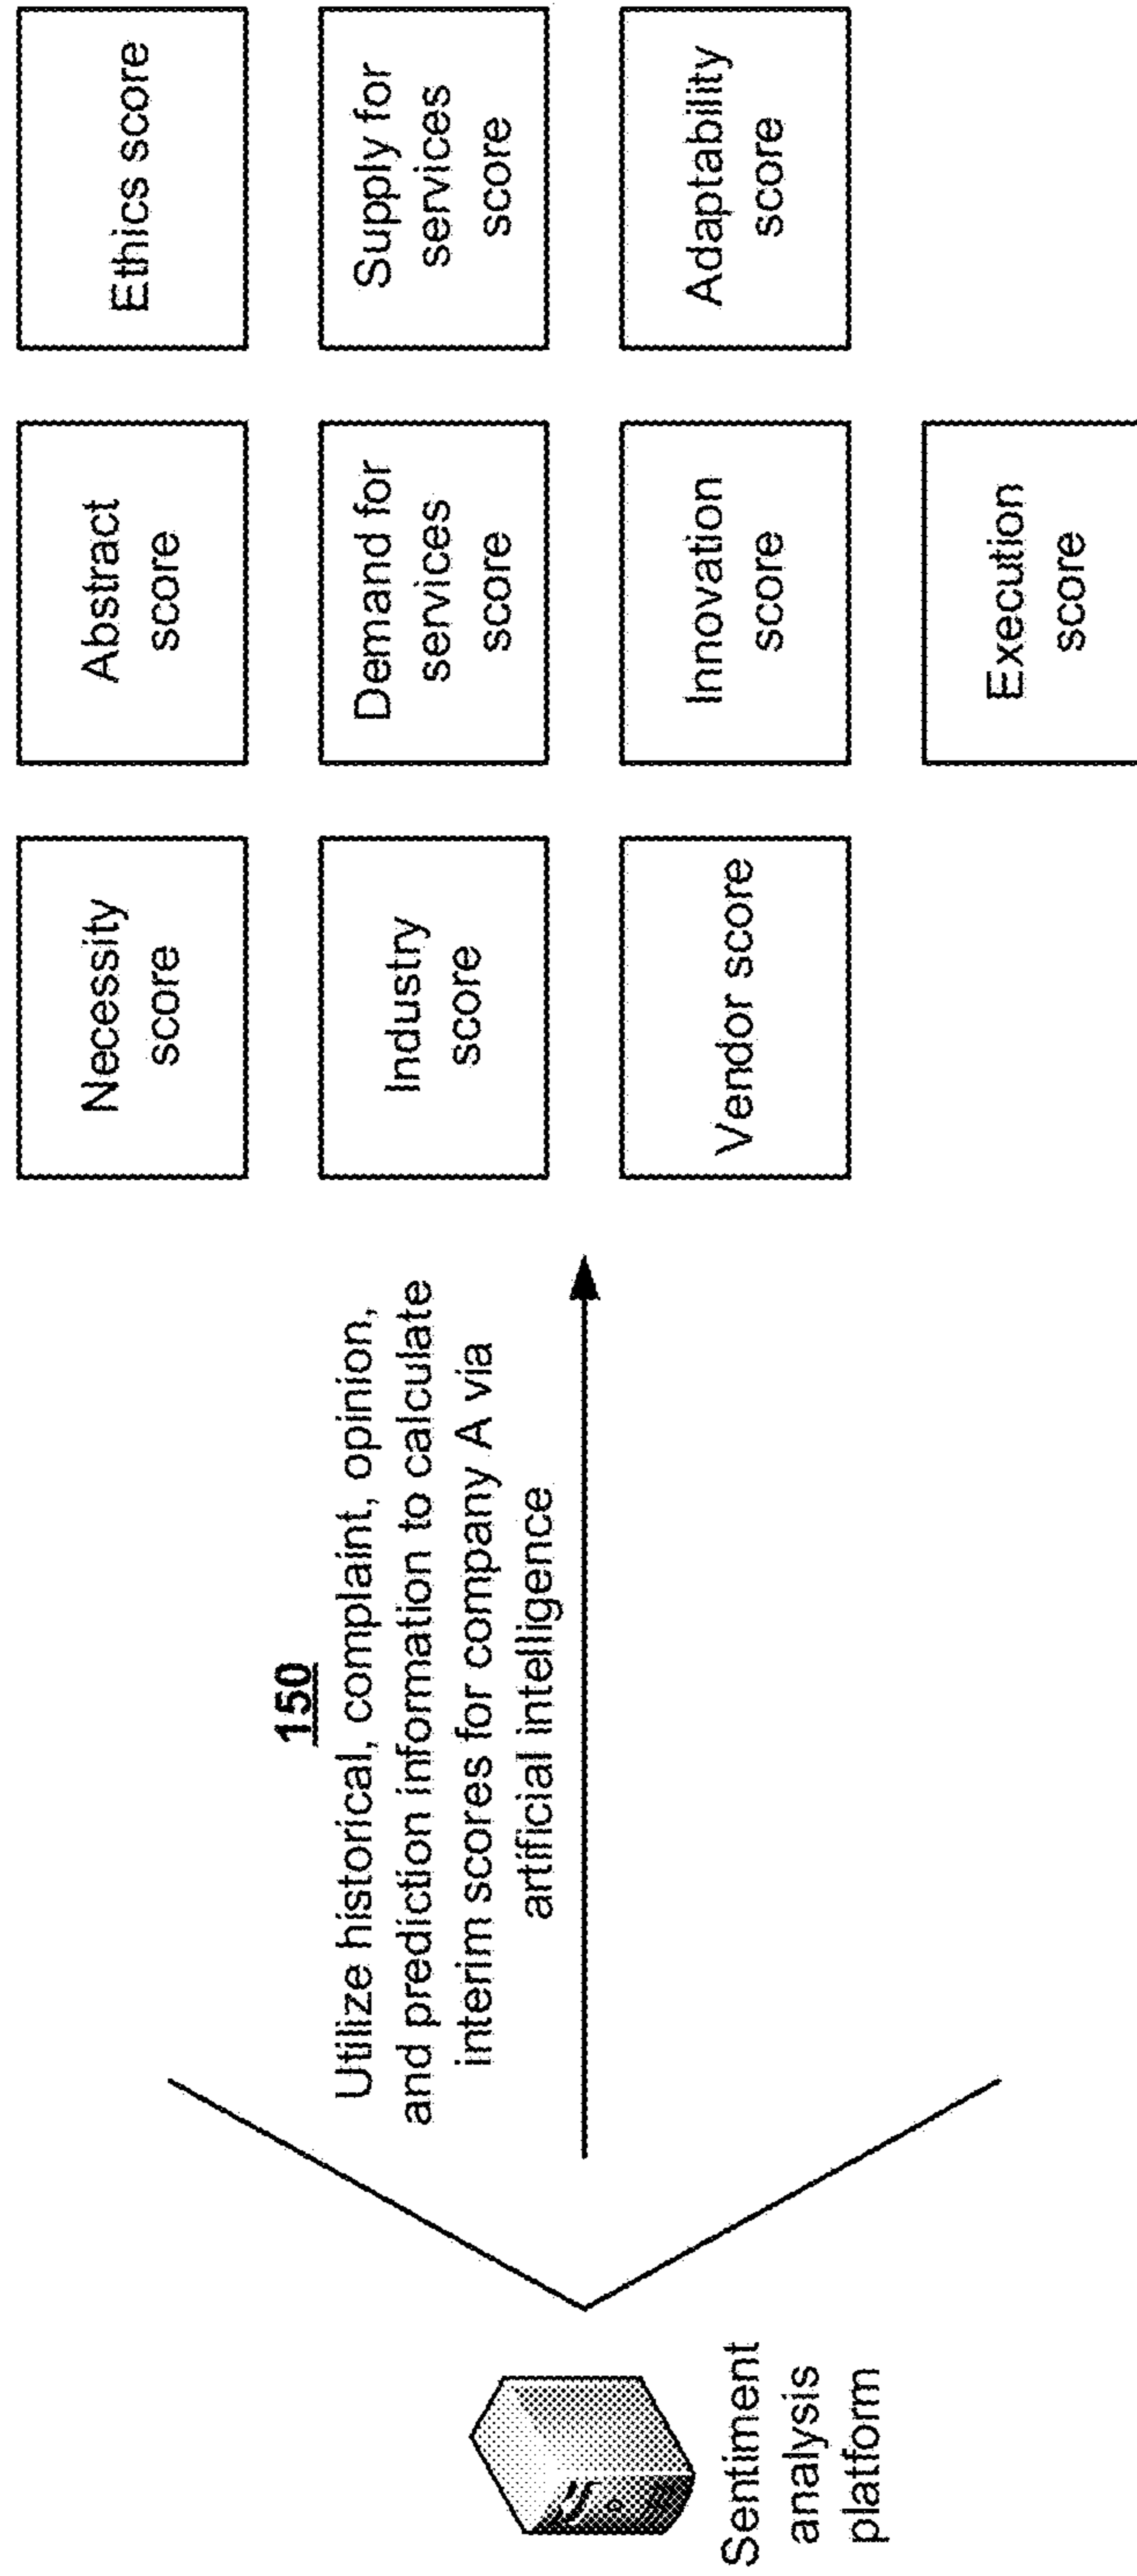 150
Utilize historical, complaint, opinion,
and prediction information to calculate
interim scores for company A via
artificial intelligence
Sentiment
analysis
platform
Necessity
score
Abstract
score
Ethics score
Industry
score
Demand for
services
score
Supply for
services
score
Vendor score
Innovation
score
Adaptability
score
Execution
score